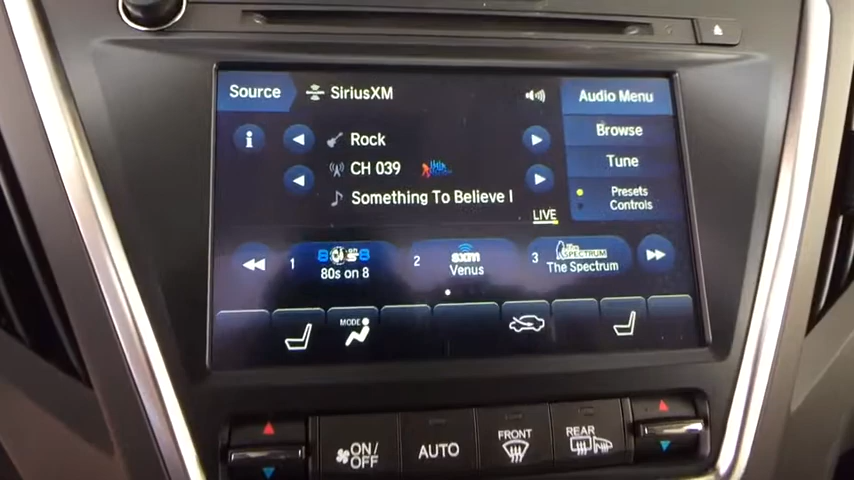 Source
SiriusXM
Audio Menu
Rock
Browse
CH 039
Tune
Something To Believe I
Presets
Controls
LIVE
1
80s on 8
2
sxm
Venus
3
SPECTRUM
The Spectrum
MODE
ON/
OFF
AUTO
FRONT
REAR